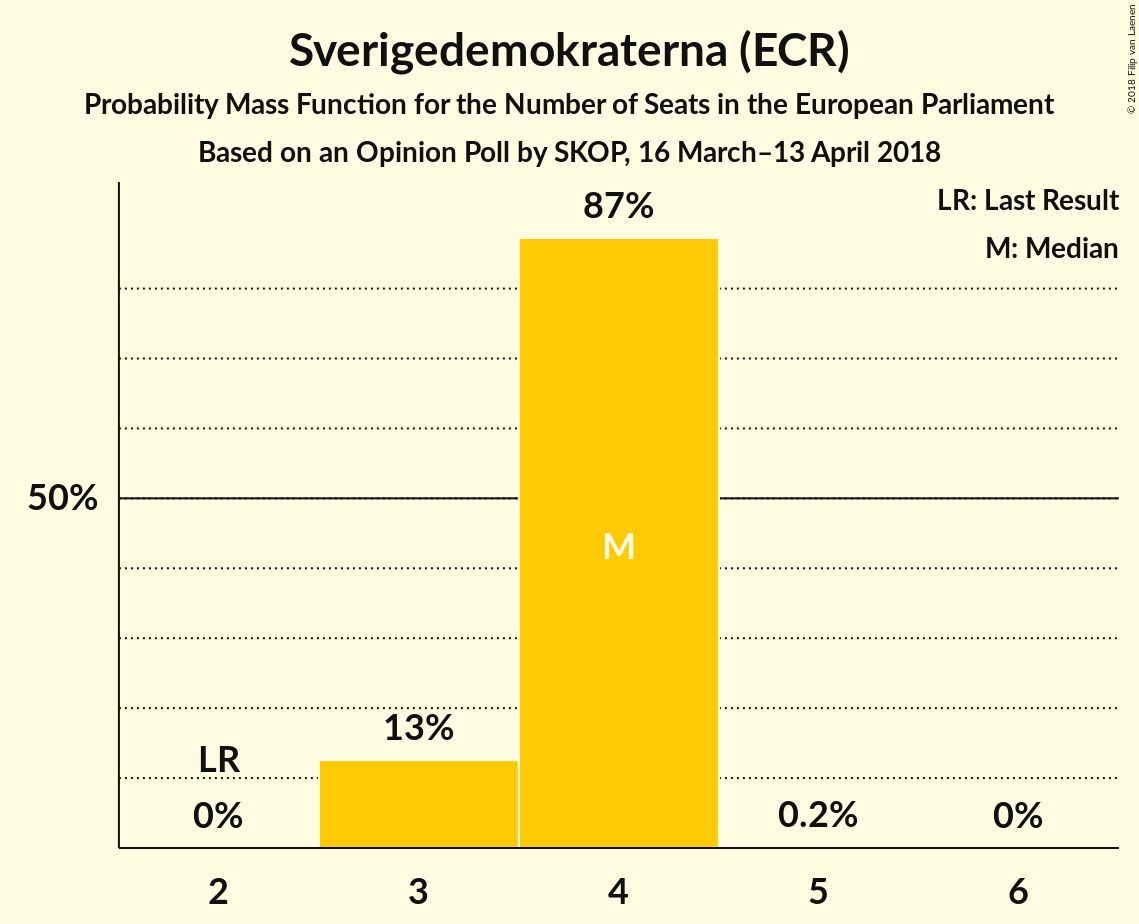 Sverigedemokraterna (ECR)
Probability Mass Function for the Number of Seats in the European Parliament
Based on an Opinion Poll by SKOP, 16 March–13 April 2018
© 2018 Filip van Laenen
LR: Last Result
M: Median
87%
50%
M
13%
LR
0%
0.2%
0%
2 3 4 5 6